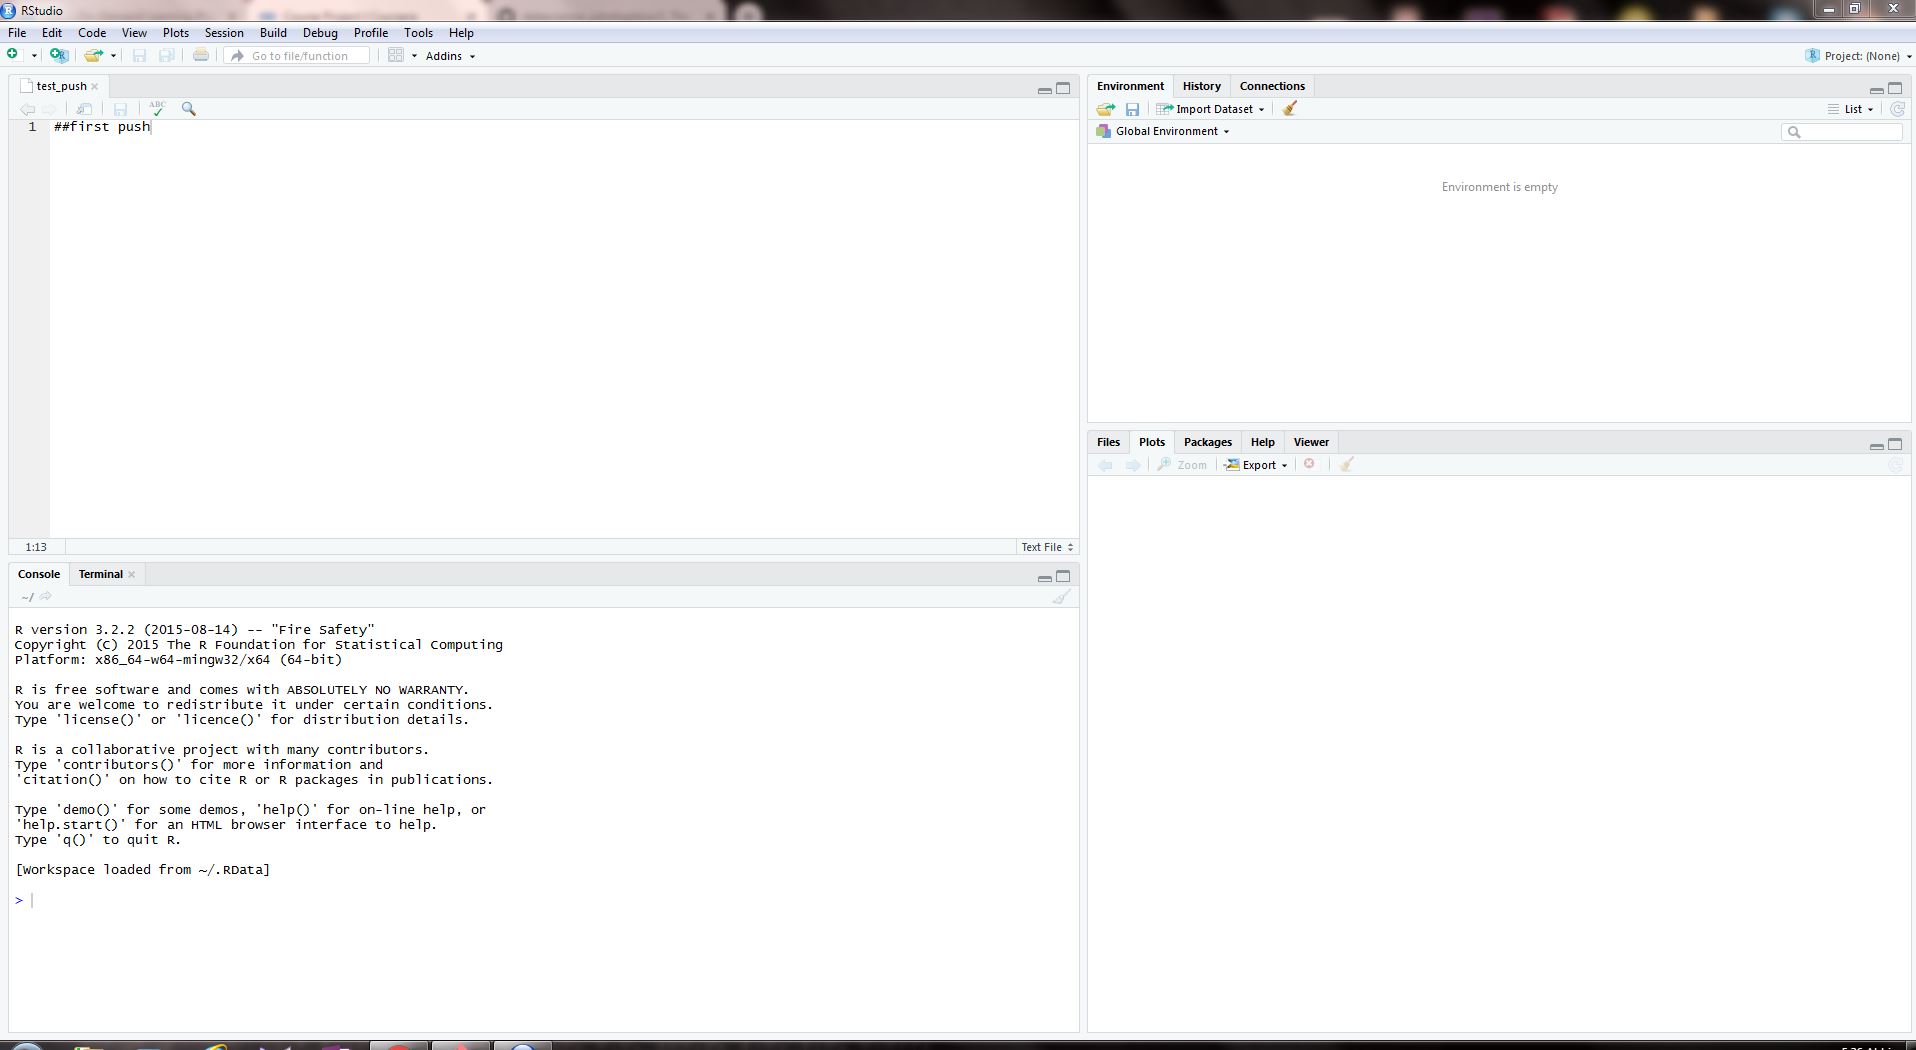 RStudio
File Edit Code View Plots Session Build Debug Profile Tools Help
Go to file/function Addins Project: (None)
test_push
ABC
1 ##first push
1:13 Text File
Console Terminal
~/
R version 3.2.2 (2015-08-14) -- "Fire Safety"
Copyright (C) 2015 The R Foundation for Statistical Computing
Platform: x86_64-w64-mingw32/x64 (64-bit)
R is free software and comes with ABSOLUTELY NO WARRANTY.
You are welcome to redistribute it under certain conditions.
Type 'license()' or 'licence()' for distribution details.
R is a collaborative project with many contributors.
Type 'contributors()' for more information and
'citation()' on how to cite R or R packages in publications.
Type 'demo()' for some demos, 'help()' for on-line help, or
'help.start()' for an HTML browser interface to help.
Type 'q()' to quit R.
[Workspace loaded from ~/.RData]
>
Environment History Connections
Import Dataset List
Global Environment
Environment is empty
Files Plots Packages Help Viewer
Zoom Export